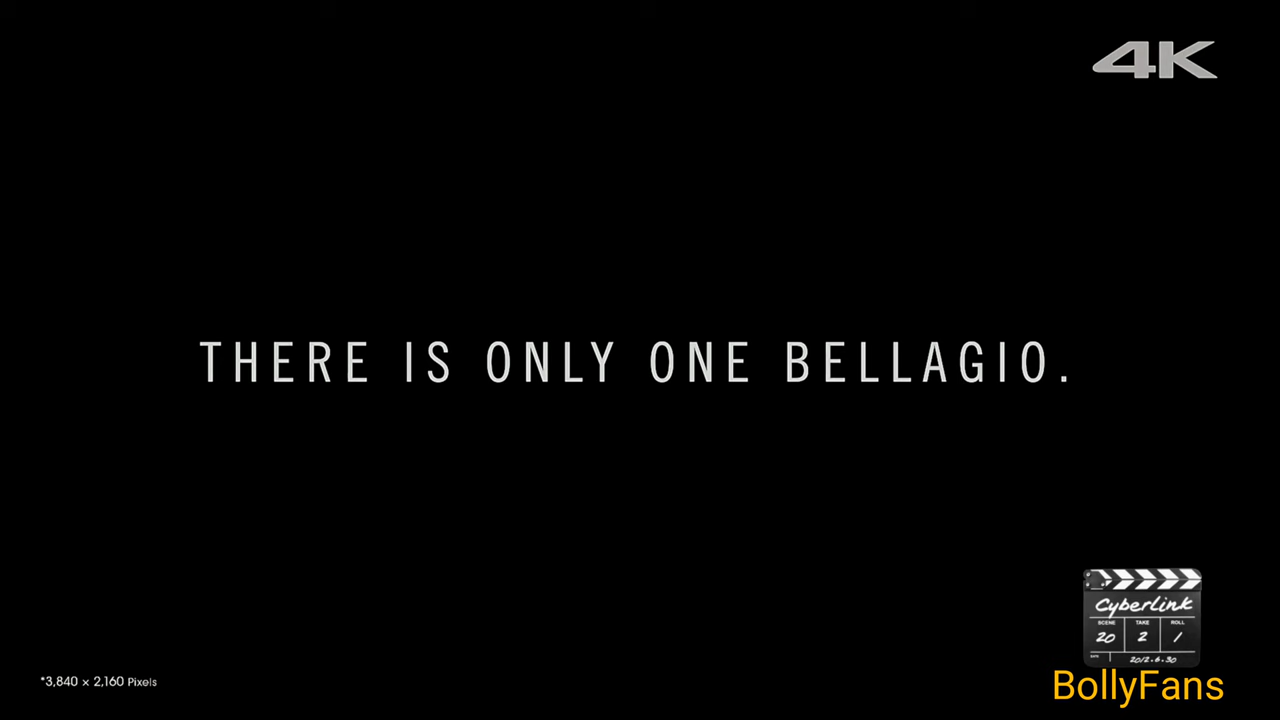 4K
THERE IS ONLY ONE BELLAGIO.
Cyberlink
SCENE TAKE ROLL
20 2 1
DATE 2012.6.30
*3,840 × 2,160 Pixels
BollyFans